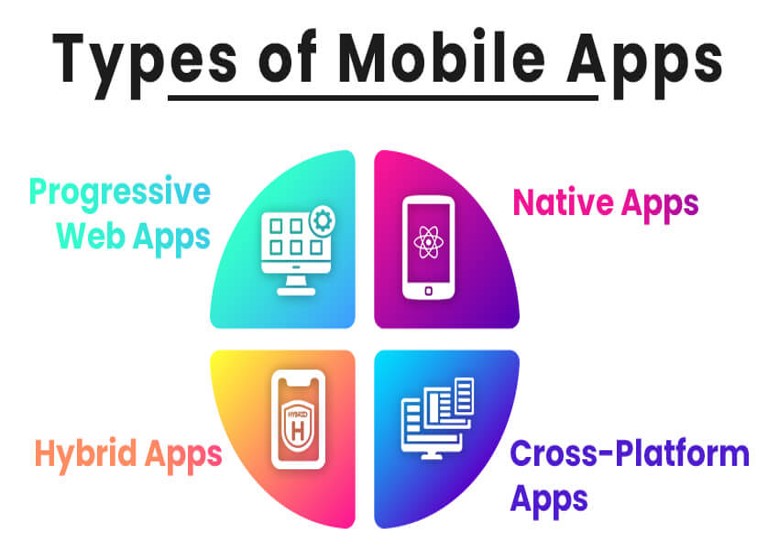 Types of Mobile Apps
Progressive
Web Apps
Native Apps
HYBRID
H
Hybrid Apps
Cross-Platform
Apps